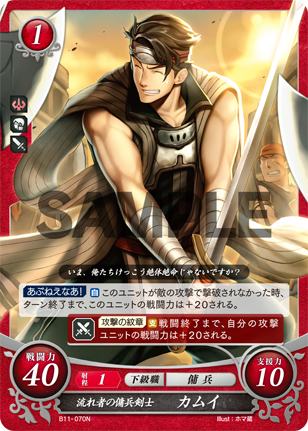 1
SAMPLE
いま、俺たちけっこう絶体絶命じゃないですか?
あぶねえなあ! 自 このユニットが敵の攻撃で撃破されなかった時、
ターン終了まで、このユニットの戦闘力は+20される。
攻撃の紋章 支 戦闘終了まで、自分の攻撃
ユニットの戦闘力は+20される。
戦闘力
40
射程 1 下級職 傭兵
支援力
10
流れ者の傭兵剣士 カムイ
B11-070N
Illust:ホマ蔵